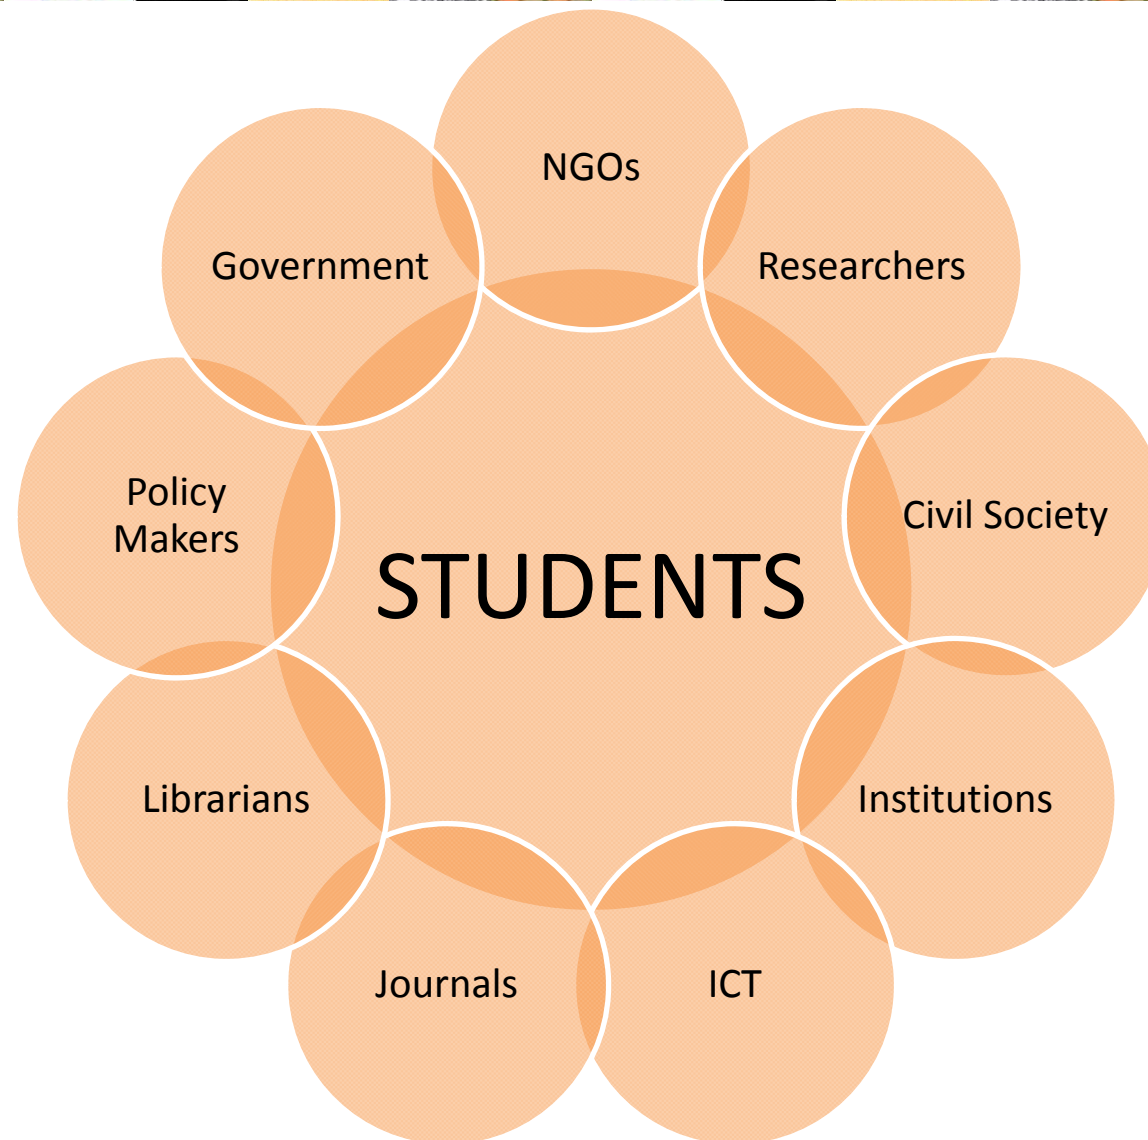 NGOs
Government
Researchers
Policy
Makers
Civil Society
STUDENTS
Librarians
Institutions
Journals
ICT